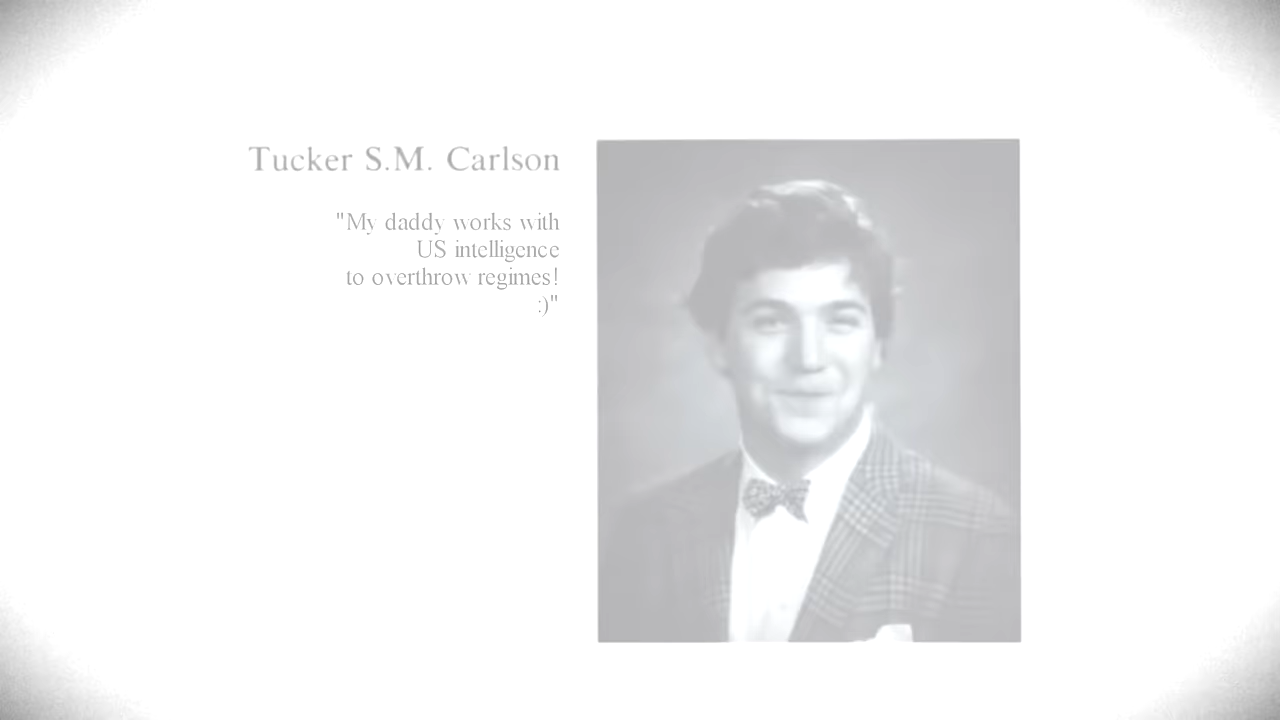 Tucker S.M. Carlson
"My daddy works with
US intelligence
to overthrow regimes!
:)"